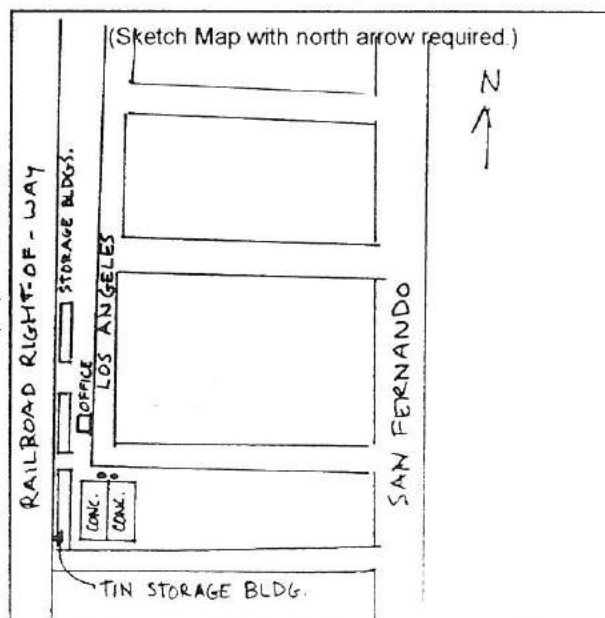 (Sketch Map with north arrow required.)
N
RAILROAD RIGHT-OF-WAY
STORAGE BLDGS.
LOS ANGELES
OFFICE
SAN FERNANDO
CONC.
CONC.
TIN STORAGE BLDG.